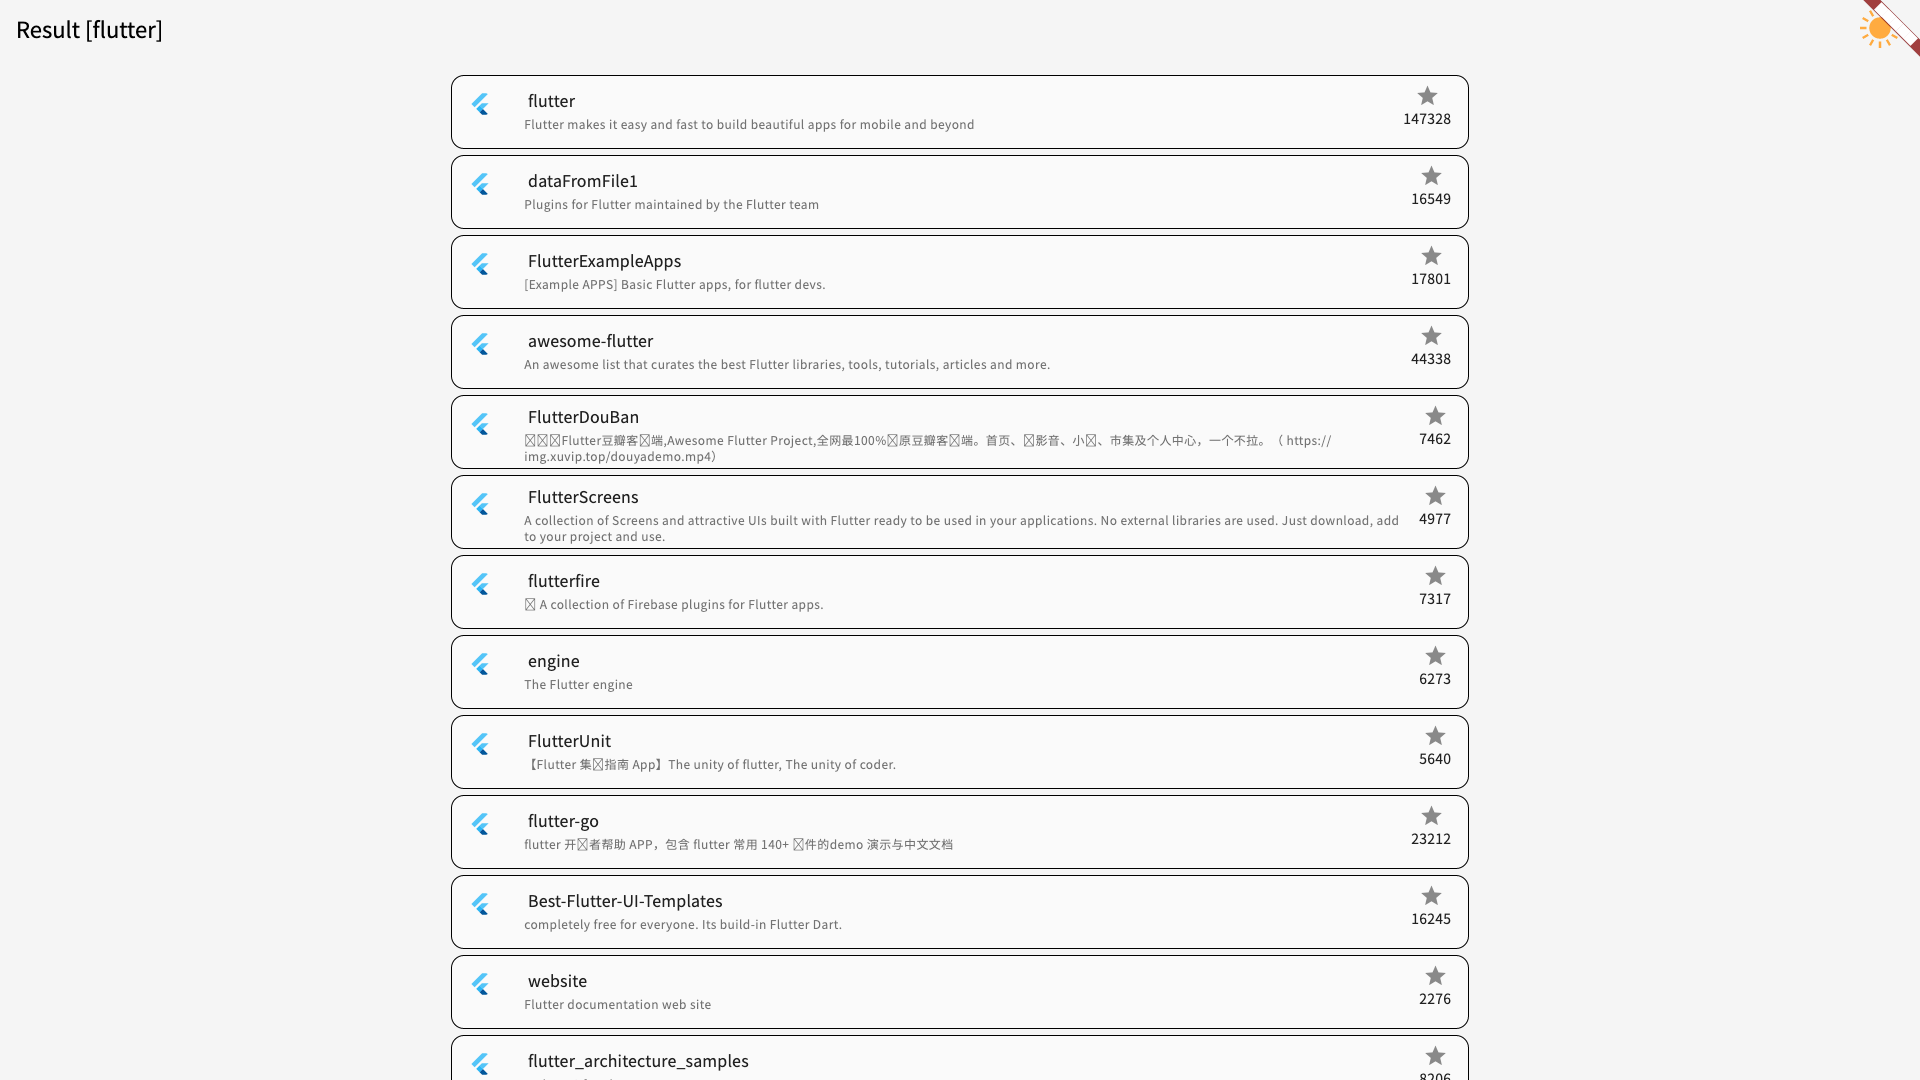 Result [flutter]
flutter
147328
Flutter makes it easy and fast to build beautiful apps for mobile and beyond
dataFromFile1
16549
Plugins for Flutter maintained by the Flutter team
FlutterExampleApps
17801
[Example APPS] Basic Flutter apps, for flutter devs.
awesome-flutter
44338
An awesome list that curates the best Flutter libraries, tools, tutorials, articles and more.
FlutterDouBan
7462
Flutter豆瓣客端,Awesome Flutter Project,全网最100%原豆瓣客端。首页、影音、小、市集及个人中心，一个不拉。（ https://
img.xuvip.top/douyademo.mp4）
FlutterScreens
4977
A collection of Screens and attractive UIs built with Flutter ready to be used in your applications. No external libraries are used. Just download, add
to your project and use.
flutterfire
7317
A collection of Firebase plugins for Flutter apps.
engine
6273
The Flutter engine
FlutterUnit
5640
【Flutter 集指南 App】The unity of flutter, The unity of coder.
flutter-go
23212
flutter 开者帮助 APP，包含 flutter 常用 140+ 件的demo 演示与中文文档
Best-Flutter-UI-Templates
16245
completely free for everyone. Its build-in Flutter Dart.
website
2276
Flutter documentation web site
flutter_architecture_samples
8206